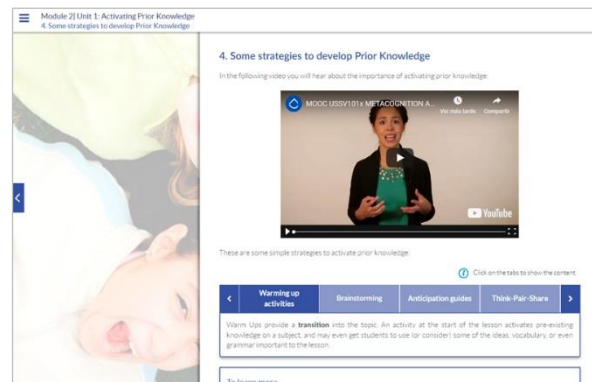 Module 2| Unit 1: Activating Prior Knowledge
4. Some strategies to develop Prior Knowledge
4. Some strategies to develop Prior Knowledge
In the following video you will hear about the importance of activating prior knowledge:
MOOC USSV101x METACOGNITION A...
Ver más tarde
Compartir
YouTube
These are some simple strategies to activate prior knowledge:
Click on the tabs to show the content.
Warming up activities
Brainstorming
Anticipation guides
Think-Pair-Share
Warm Ups provide a transition into the topic. An activity at the start of the lesson activates pre-existing
knowledge on a subject, and may even get students to use (or consider) some of the ideas, vocabulary, or even
grammar important to the lesson.
To learn more